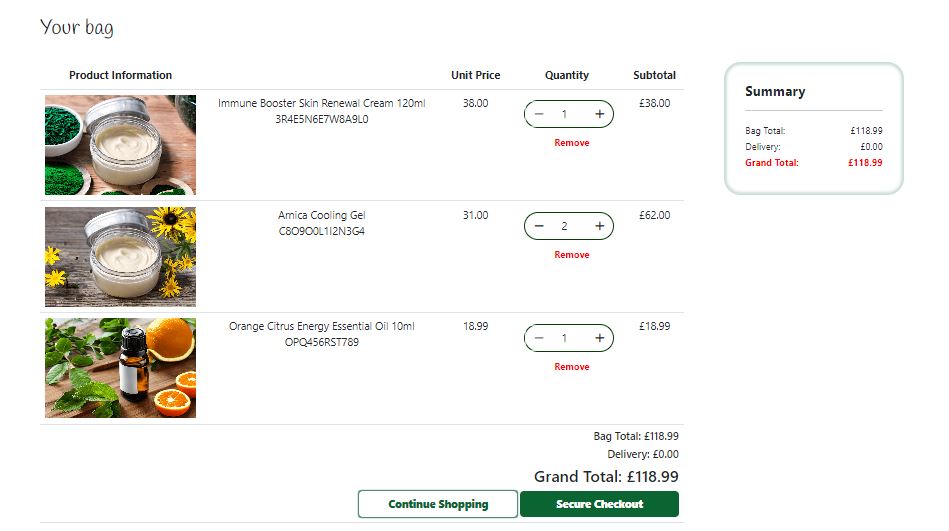 Your bag
Product Information Unit Price Quantity Subtotal
Immune Booster Skin Renewal Cream 120ml 38.00 − 1 + £38.00
3R4E5N6E7W8A9L0
Remove
Arnica Cooling Gel 31.00 − 2 + £62.00
C8O9O0L1I2N3G4
Remove
Orange Citrus Energy Essential Oil 10ml 18.99 − 1 + £18.99
OPQ456RST789
Remove
Bag Total: £118.99
Delivery: £0.00
Grand Total: £118.99
Continue Shopping Secure Checkout
Summary
Bag Total: £118.99
Delivery: £0.00
Grand Total: £118.99